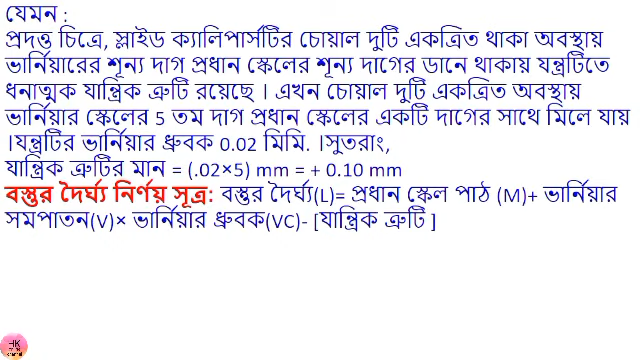 যেমন :
প্রদত্ত চিত্রে, স্লাইড ক্যালিপার্সটির চোয়াল দুটি একত্রিত থাকা অবস্থায়
ভার্নিয়ারের শূন্য দাগ প্রধান স্কেলের শূন্য দাগের ডানে থাকায় যন্ত্রটিতে
ধনাত্মক যান্ত্রিক ত্রুটি রয়েছে । এখন চোয়াল দুটি একত্রিত অবস্থায়
ভার্নিয়ার স্কেলের 5 তম দাগ প্রধান স্কেলের একটি দাগের সাথে মিলে যায়
।যন্ত্রটির ভার্নিয়ার ধ্রুবক 0.02 মিমি. ।সুতরাং,
যান্ত্রিক ত্রুটির মান = (.02×5) mm = + 0.10 mm
বস্তুর দৈর্ঘ্য নির্ণয় সূত্র: বস্তুর দৈর্ঘ্য(L)= প্রধান স্কেল পাঠ (M)+ ভার্নিয়ার
সমপাতন(V)× ভার্নিয়ার ধ্রুবক(VC)- [যান্ত্রিক ত্রুটি ]
HK